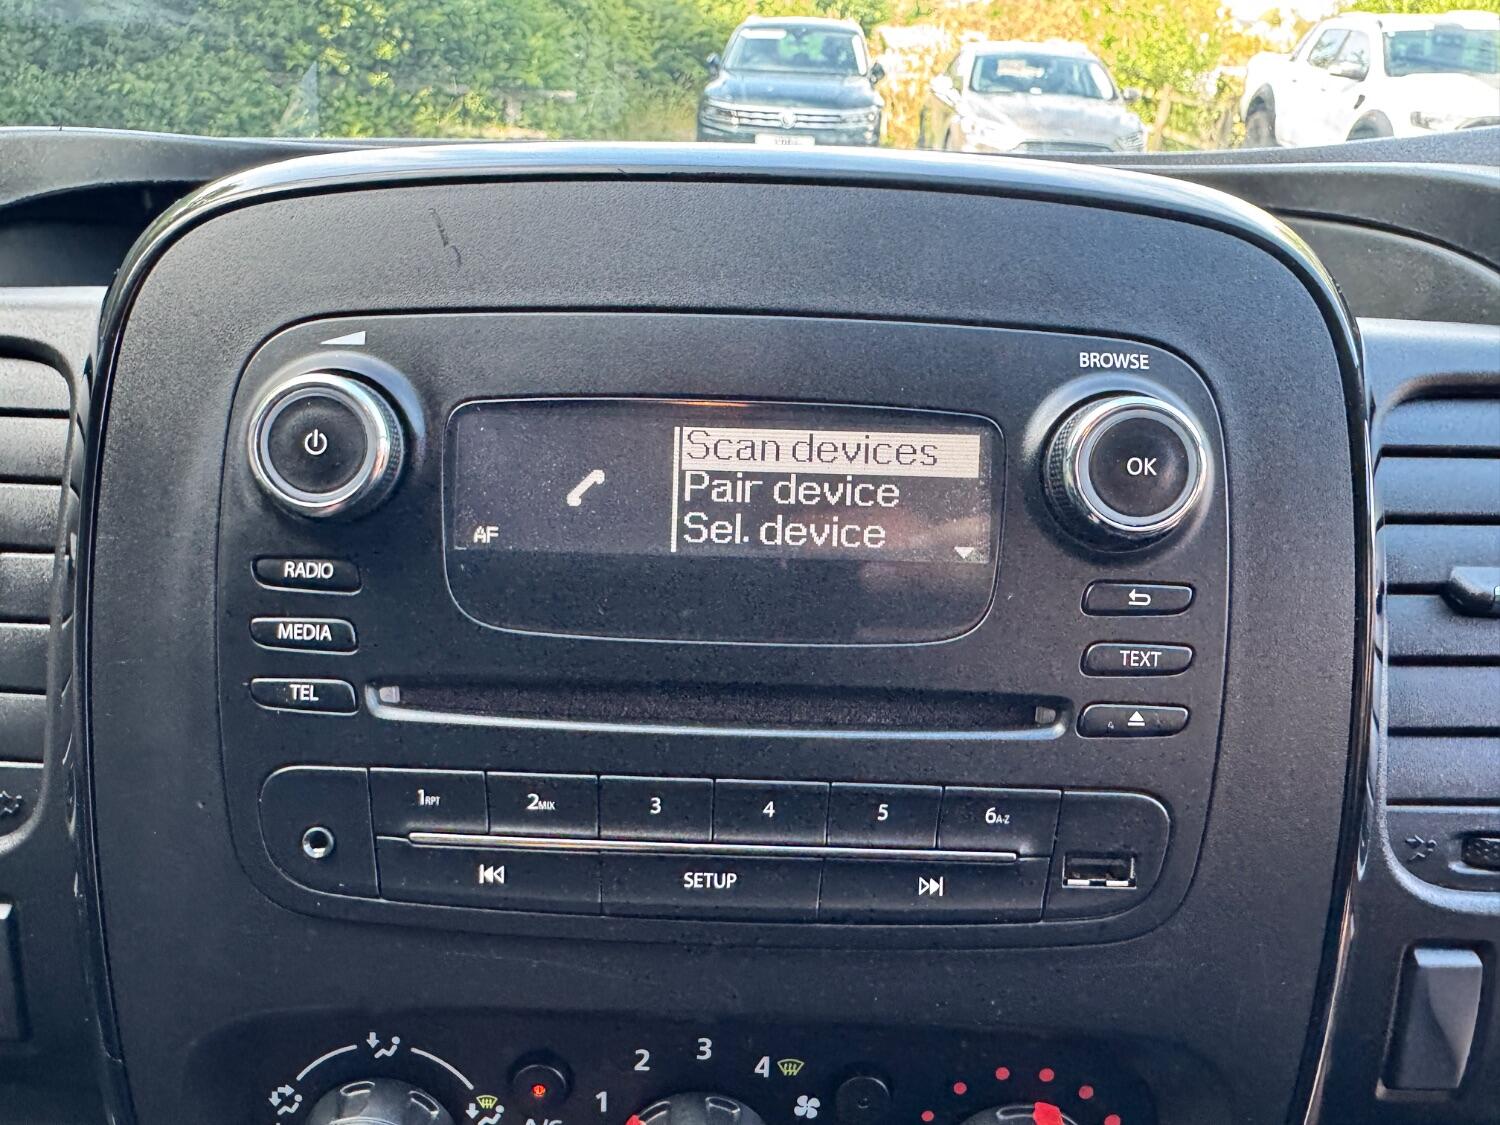 BROWSE
Scan devices
Pair device
Sel. device
AF
OK
RADIO
MEDIA
TEXT
TEL
1RPT 2MIX 3 4 5 6A-Z
SETUP
1 2 3 4